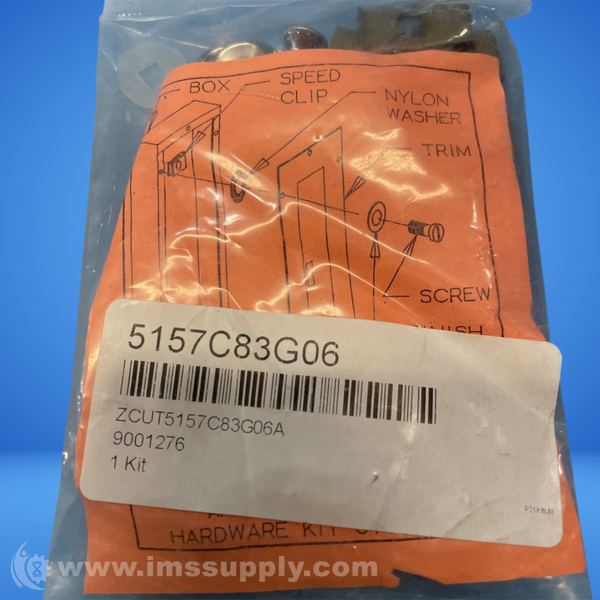 BOX
SPEED
CLIP
NYLON
WASHER
TRIM
SCREW
5157C83G06
ZCUT5157C83G06A
9001276
1 Kit
HARDWARE KIT
www.imssupply.com